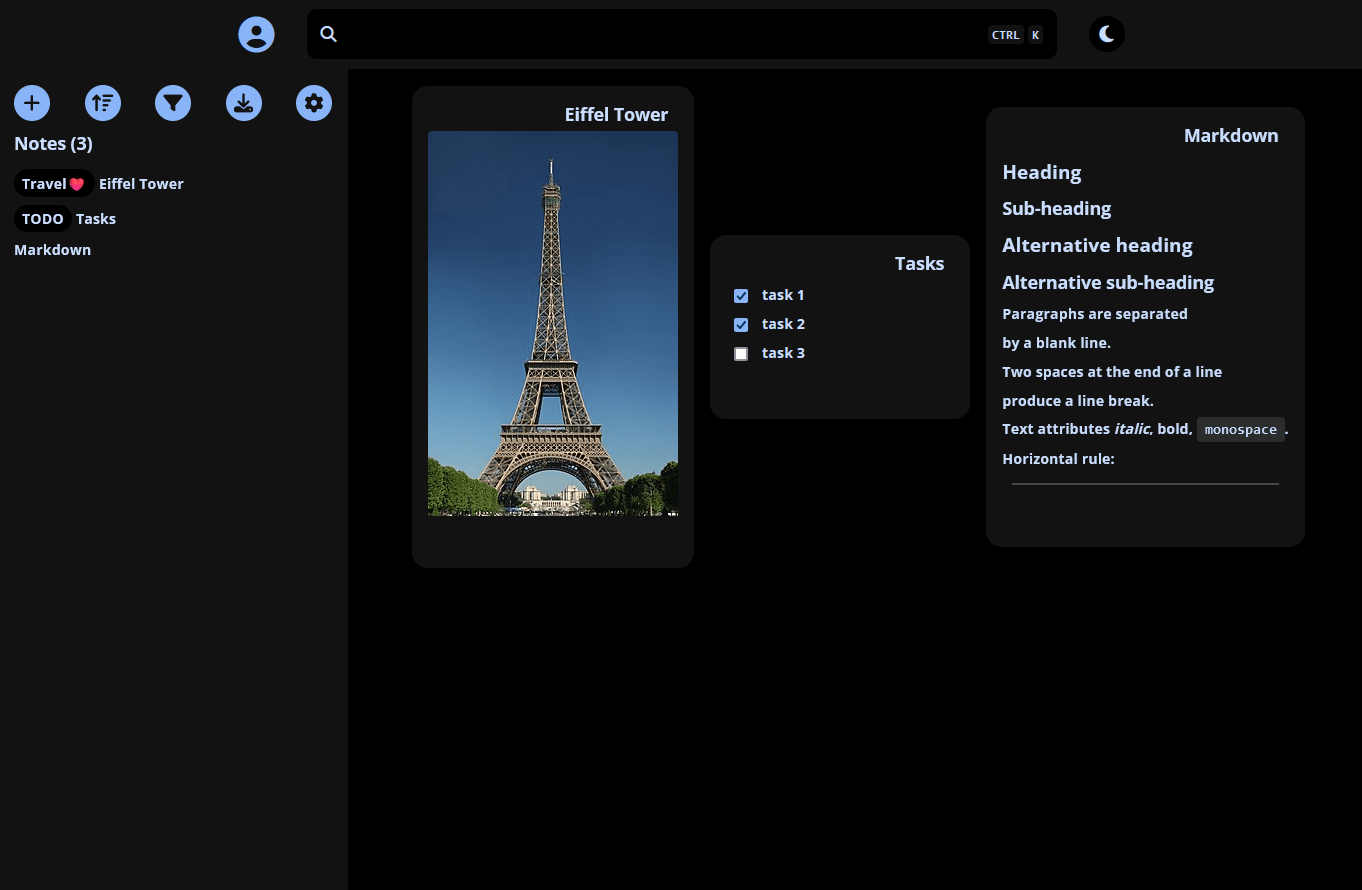 CTRL K
Notes (3)
Travel❤️ Eiffel Tower
TODO Tasks
Markdown
Eiffel Tower
Tasks
task 1
task 2
task 3
Markdown
Heading
Sub-heading
Alternative heading
Alternative sub-heading
Paragraphs are separated
by a blank line.
Two spaces at the end of a line
produce a line break.
Text attributes italic, bold, monospace.
Horizontal rule: